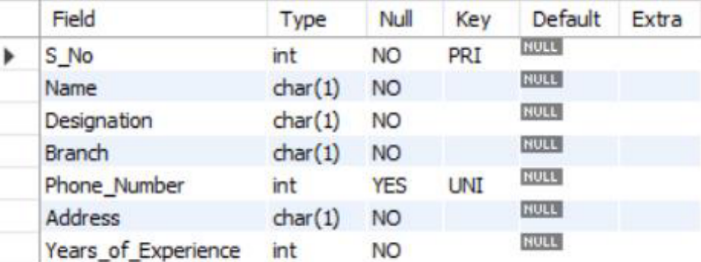 Field Type Null Key Default Extra
S_No int NO PRI NULL
Name char(1) NO NULL
Designation char(1) NO NULL
Branch char(1) NO NULL
Phone_Number int YES UNI NULL
Address char(1) NO NULL
Years_of_Experience int NO NULL